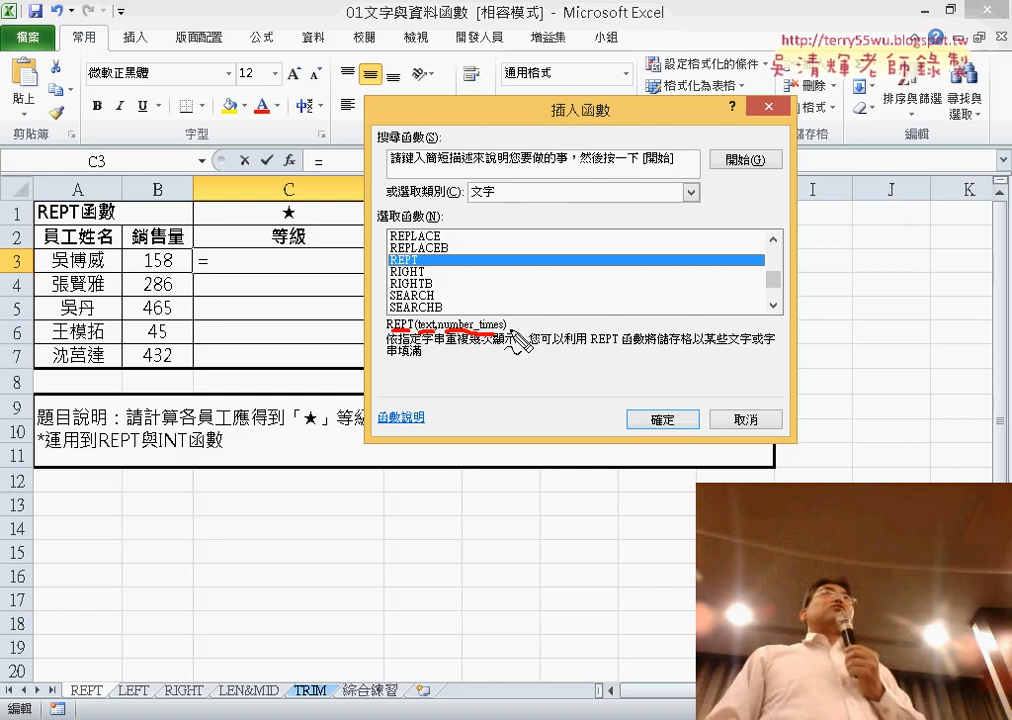 01文字與資料函數 [相容模式] - Microsoft Excel
檔案 常用 插入 版面配置 公式 資料 校閱 檢視 開發人員 增益集 小組
http://terry55wu.blogspot.tw
吳清輝老師錄製
貼上 微軟正黑體 12 通用格式 設定格式化的條件 刪除 排序與篩選 尋找與選取
B I U A 中 格式化為表格 格式
剪貼簿 字型 儲存格 編輯
C3 fx =
插入函數
搜尋函數(S):
請鍵入簡短描述來說明您要做的事，然後按一下 [開始]
開始(G)
或選取類別(C): 文字
選取函數(N):
REPLACE
REPLACEB
REPT
RIGHT
RIGHTB
SEARCH
SEARCHB
REPT(text,number_times)
依指定字串重複幾次顯示。您可以利用 REPT 函數將儲存格以某些文字或字
串填滿
函數說明 確定 取消
A B C I J K
1 REPT函數 ★
2 員工姓名 銷售量 等級
3 吳博威 158 =
4 張賢雅 286
5 吳丹 465
6 王模拓 45
7 沈莒達 432
8
9 題目說明：請計算各員工應得到「★」等級
10 *運用到REPT與INT函數
11
12
13
14
15
16
17
18
19
20
REPT LEFT RIGHT LEN&MID TRIM 綜合練習
編輯